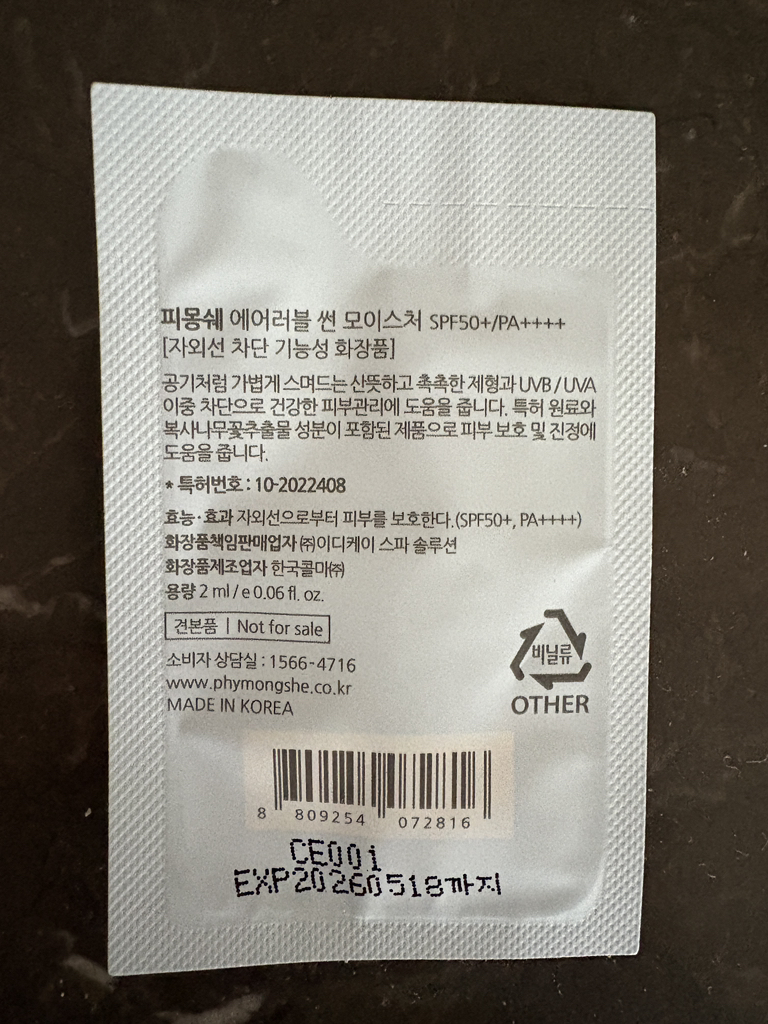 피몽쉐 에어러블 썬 모이스처 SPF50+/PA++++
[자외선 차단 기능성 화장품]
공기처럼 가볍게 스며드는 산뜻하고 촉촉한 제형과 UVB / UVA
이중 차단으로 건강한 피부관리에 도움을 줍니다. 특허 원료와
복사나무꽃추출물 성분이 포함된 제품으로 피부 보호 및 진정에
도움을 줍니다.
* 특허번호 : 10-2022408
효능·효과 자외선으로부터 피부를 보호한다.(SPF50+, PA++++)
화장품책임판매업자 ㈜이디케이 스파 솔루션
화장품제조업자 한국콜마㈜
용량 2 ml / e 0.06 fl. oz.
견본품 | Not for sale
소비자 상담실 : 1566-4716
www.phymongshe.co.kr
MADE IN KOREA
비닐류
OTHER
8 809254 072816
CE001
EXP20260518까지